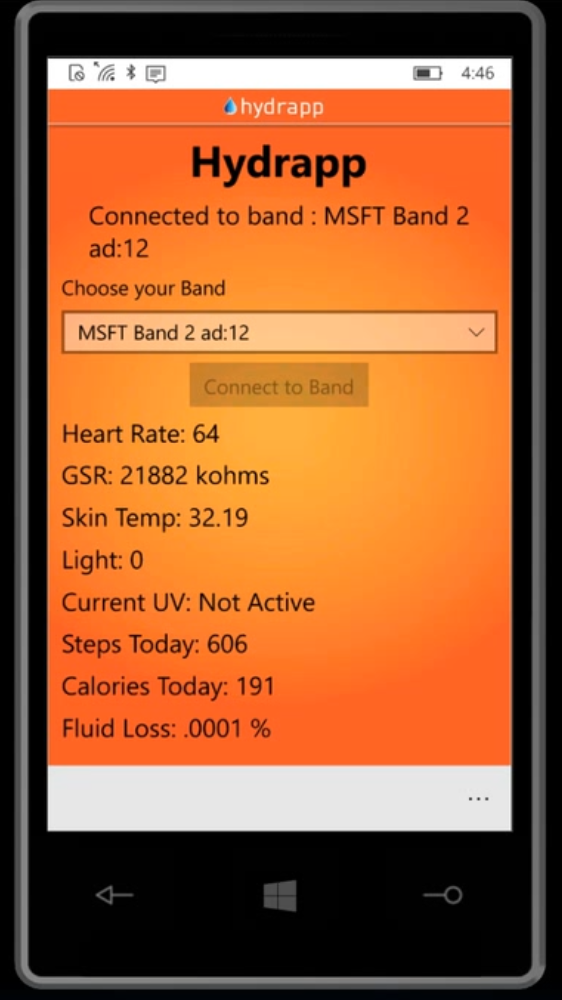 4:46
hydrapp
Hydrapp
Connected to band : MSFT Band 2
ad:12
Choose your Band
MSFT Band 2 ad:12
Connect to Band
Heart Rate: 64
GSR: 21882 kohms
Skin Temp: 32.19
Light: 0
Current UV: Not Active
Steps Today: 606
Calories Today: 191
Fluid Loss: .0001 %
...